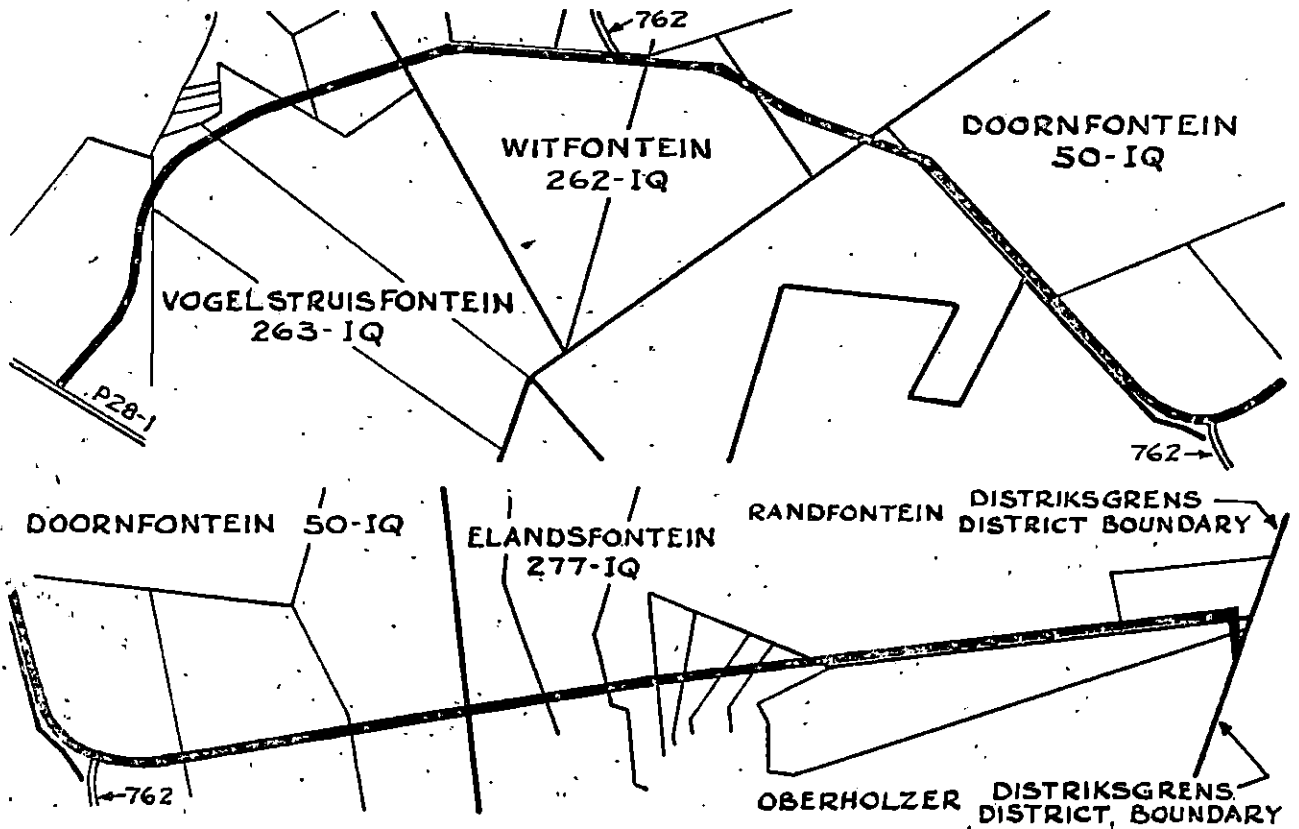 762
WITFONTEIN
262-IQ
DOORNFONTEIN
50-IQ
VOGELSTRUISFONTEIN
263-IQ
P28-1
762
DOORNFONTEIN 50-IQ
ELANDSFONTEIN
277-IQ
RANDFONTEIN
DISTRIKSGRENS
DISTRICT BOUNDARY
762
OBERHOLZER
DISTRIKSGRENS
DISTRICT, BOUNDARY